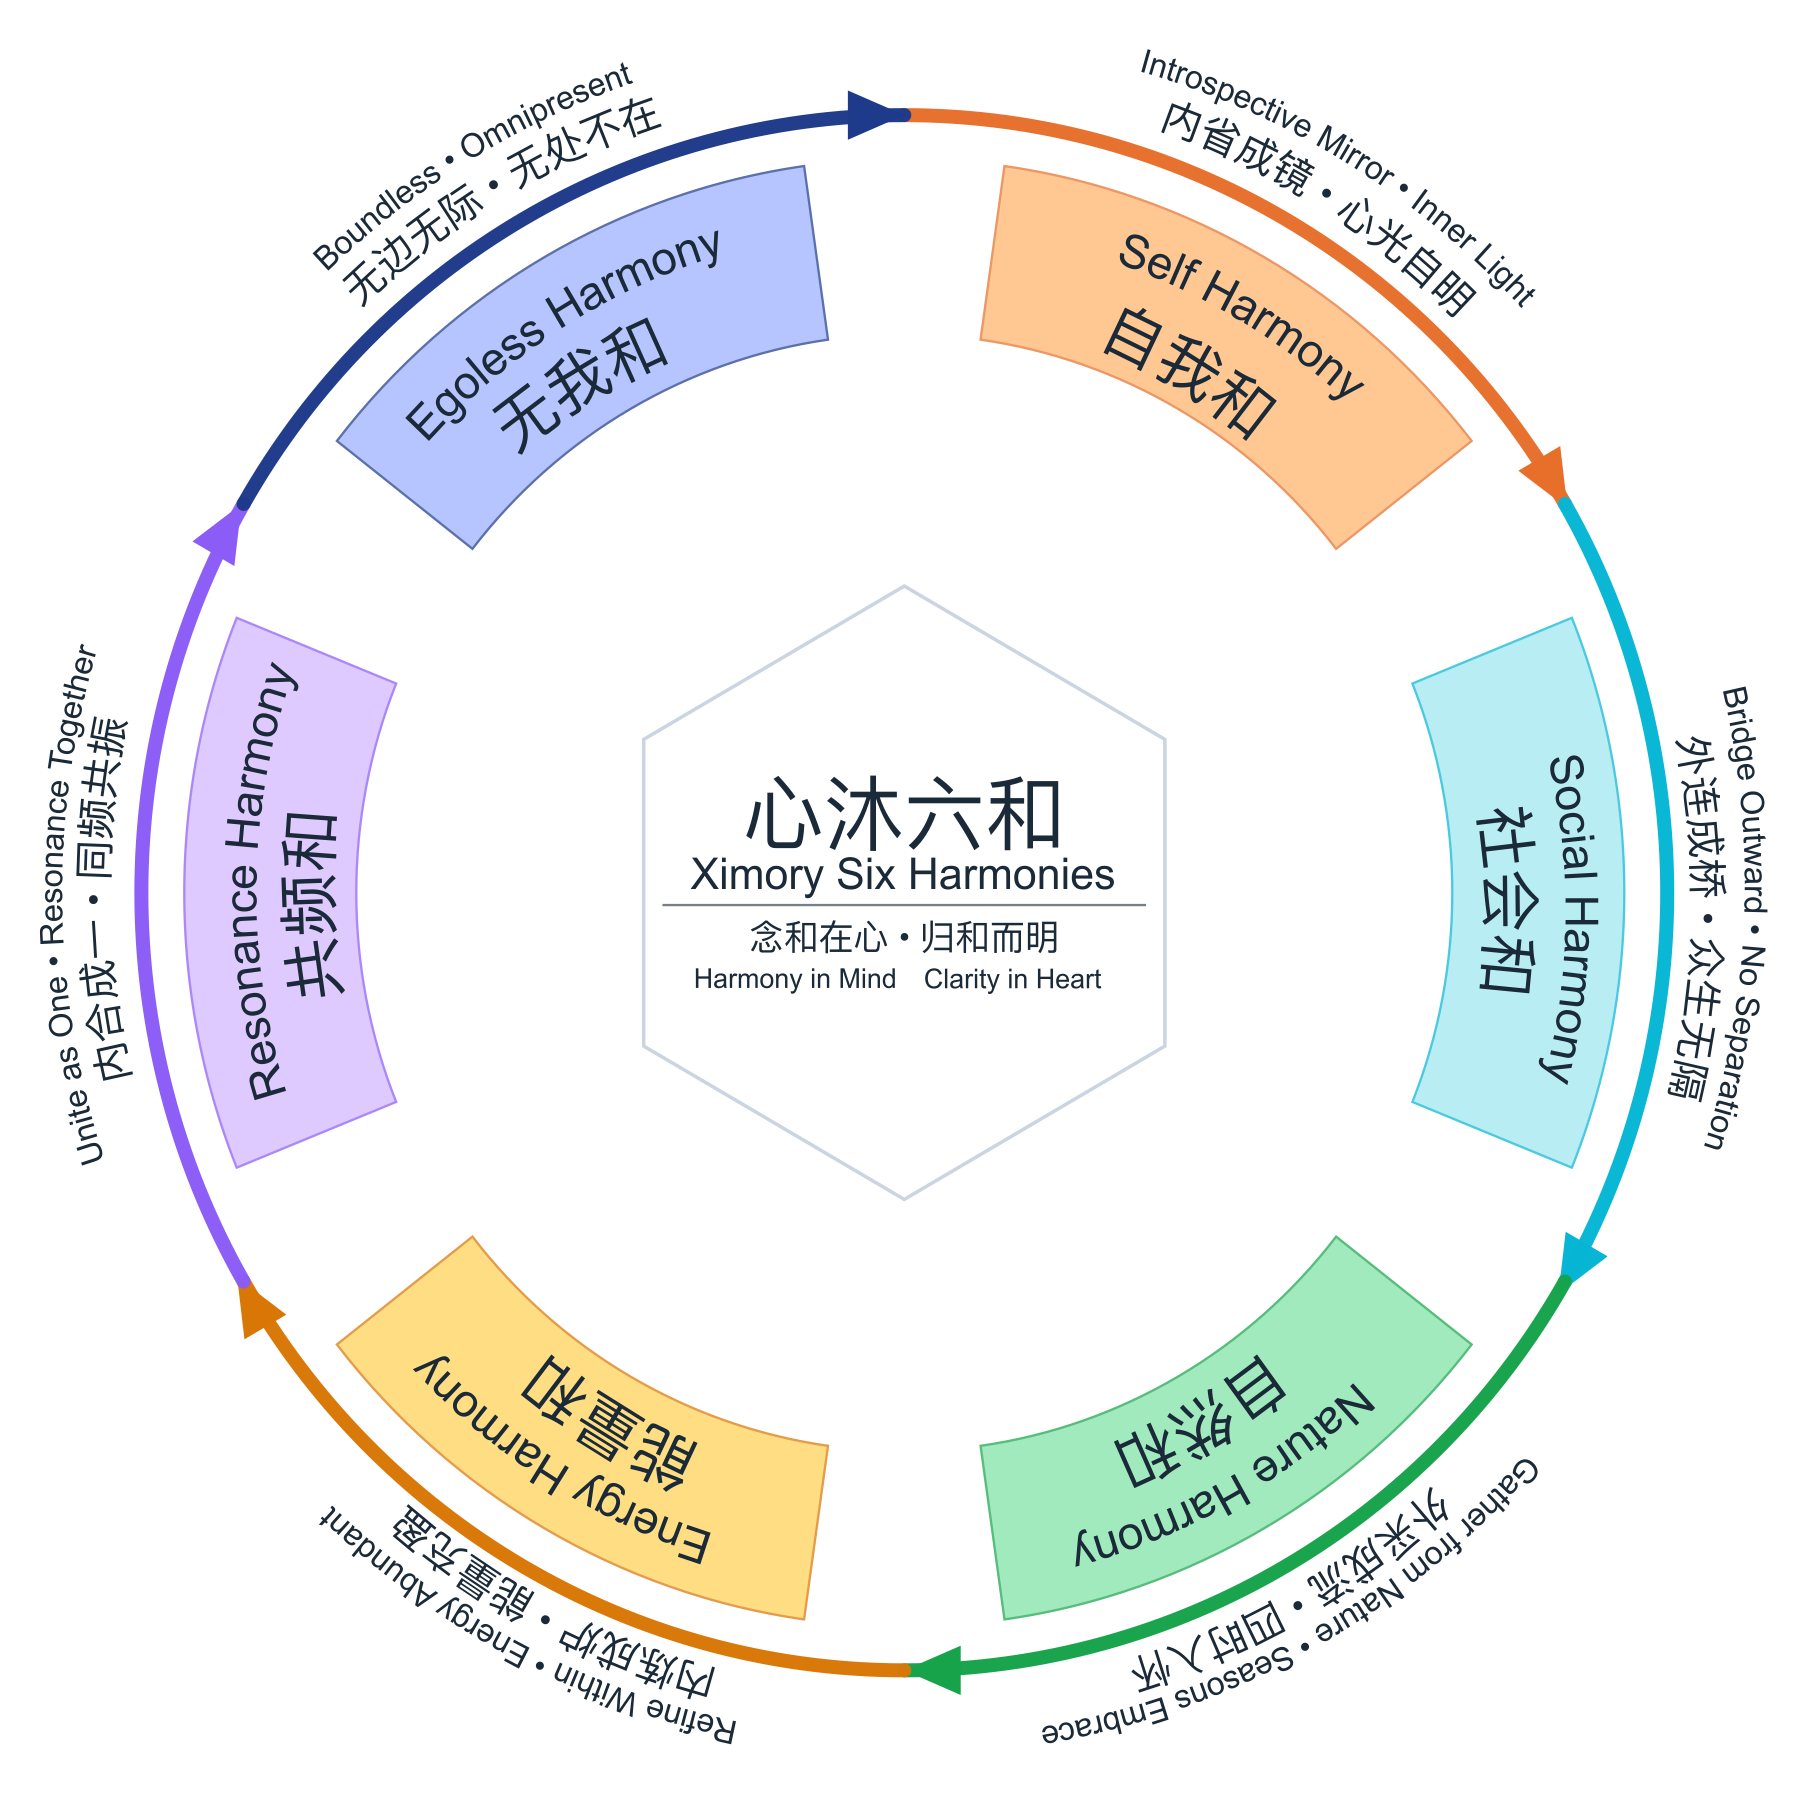 心沐六和
Ximory Six Harmonies
念和在心 • 归和而明
Harmony in Mind    Clarity in Heart
Introspective Mirror • Inner Light
内省成镜 • 心光自明
Self Harmony
自我和
Bridge Outward • No Separation
外连成桥 • 众生无隔
Social Harmony
社会和
Gather from Nature • Seasons Embrace
外采成流 • 四时入怀
Nature Harmony
自然和
Refine Within • Energy Abundant
内炼成炉 • 能量充盈
Energy Harmony
能量和
Unite as One • Resonance Together
内合成一 • 同频共振
Resonance Harmony
共频和
Boundless • Omnipresent
无边无际 • 无处不在
Egoless Harmony
无我和